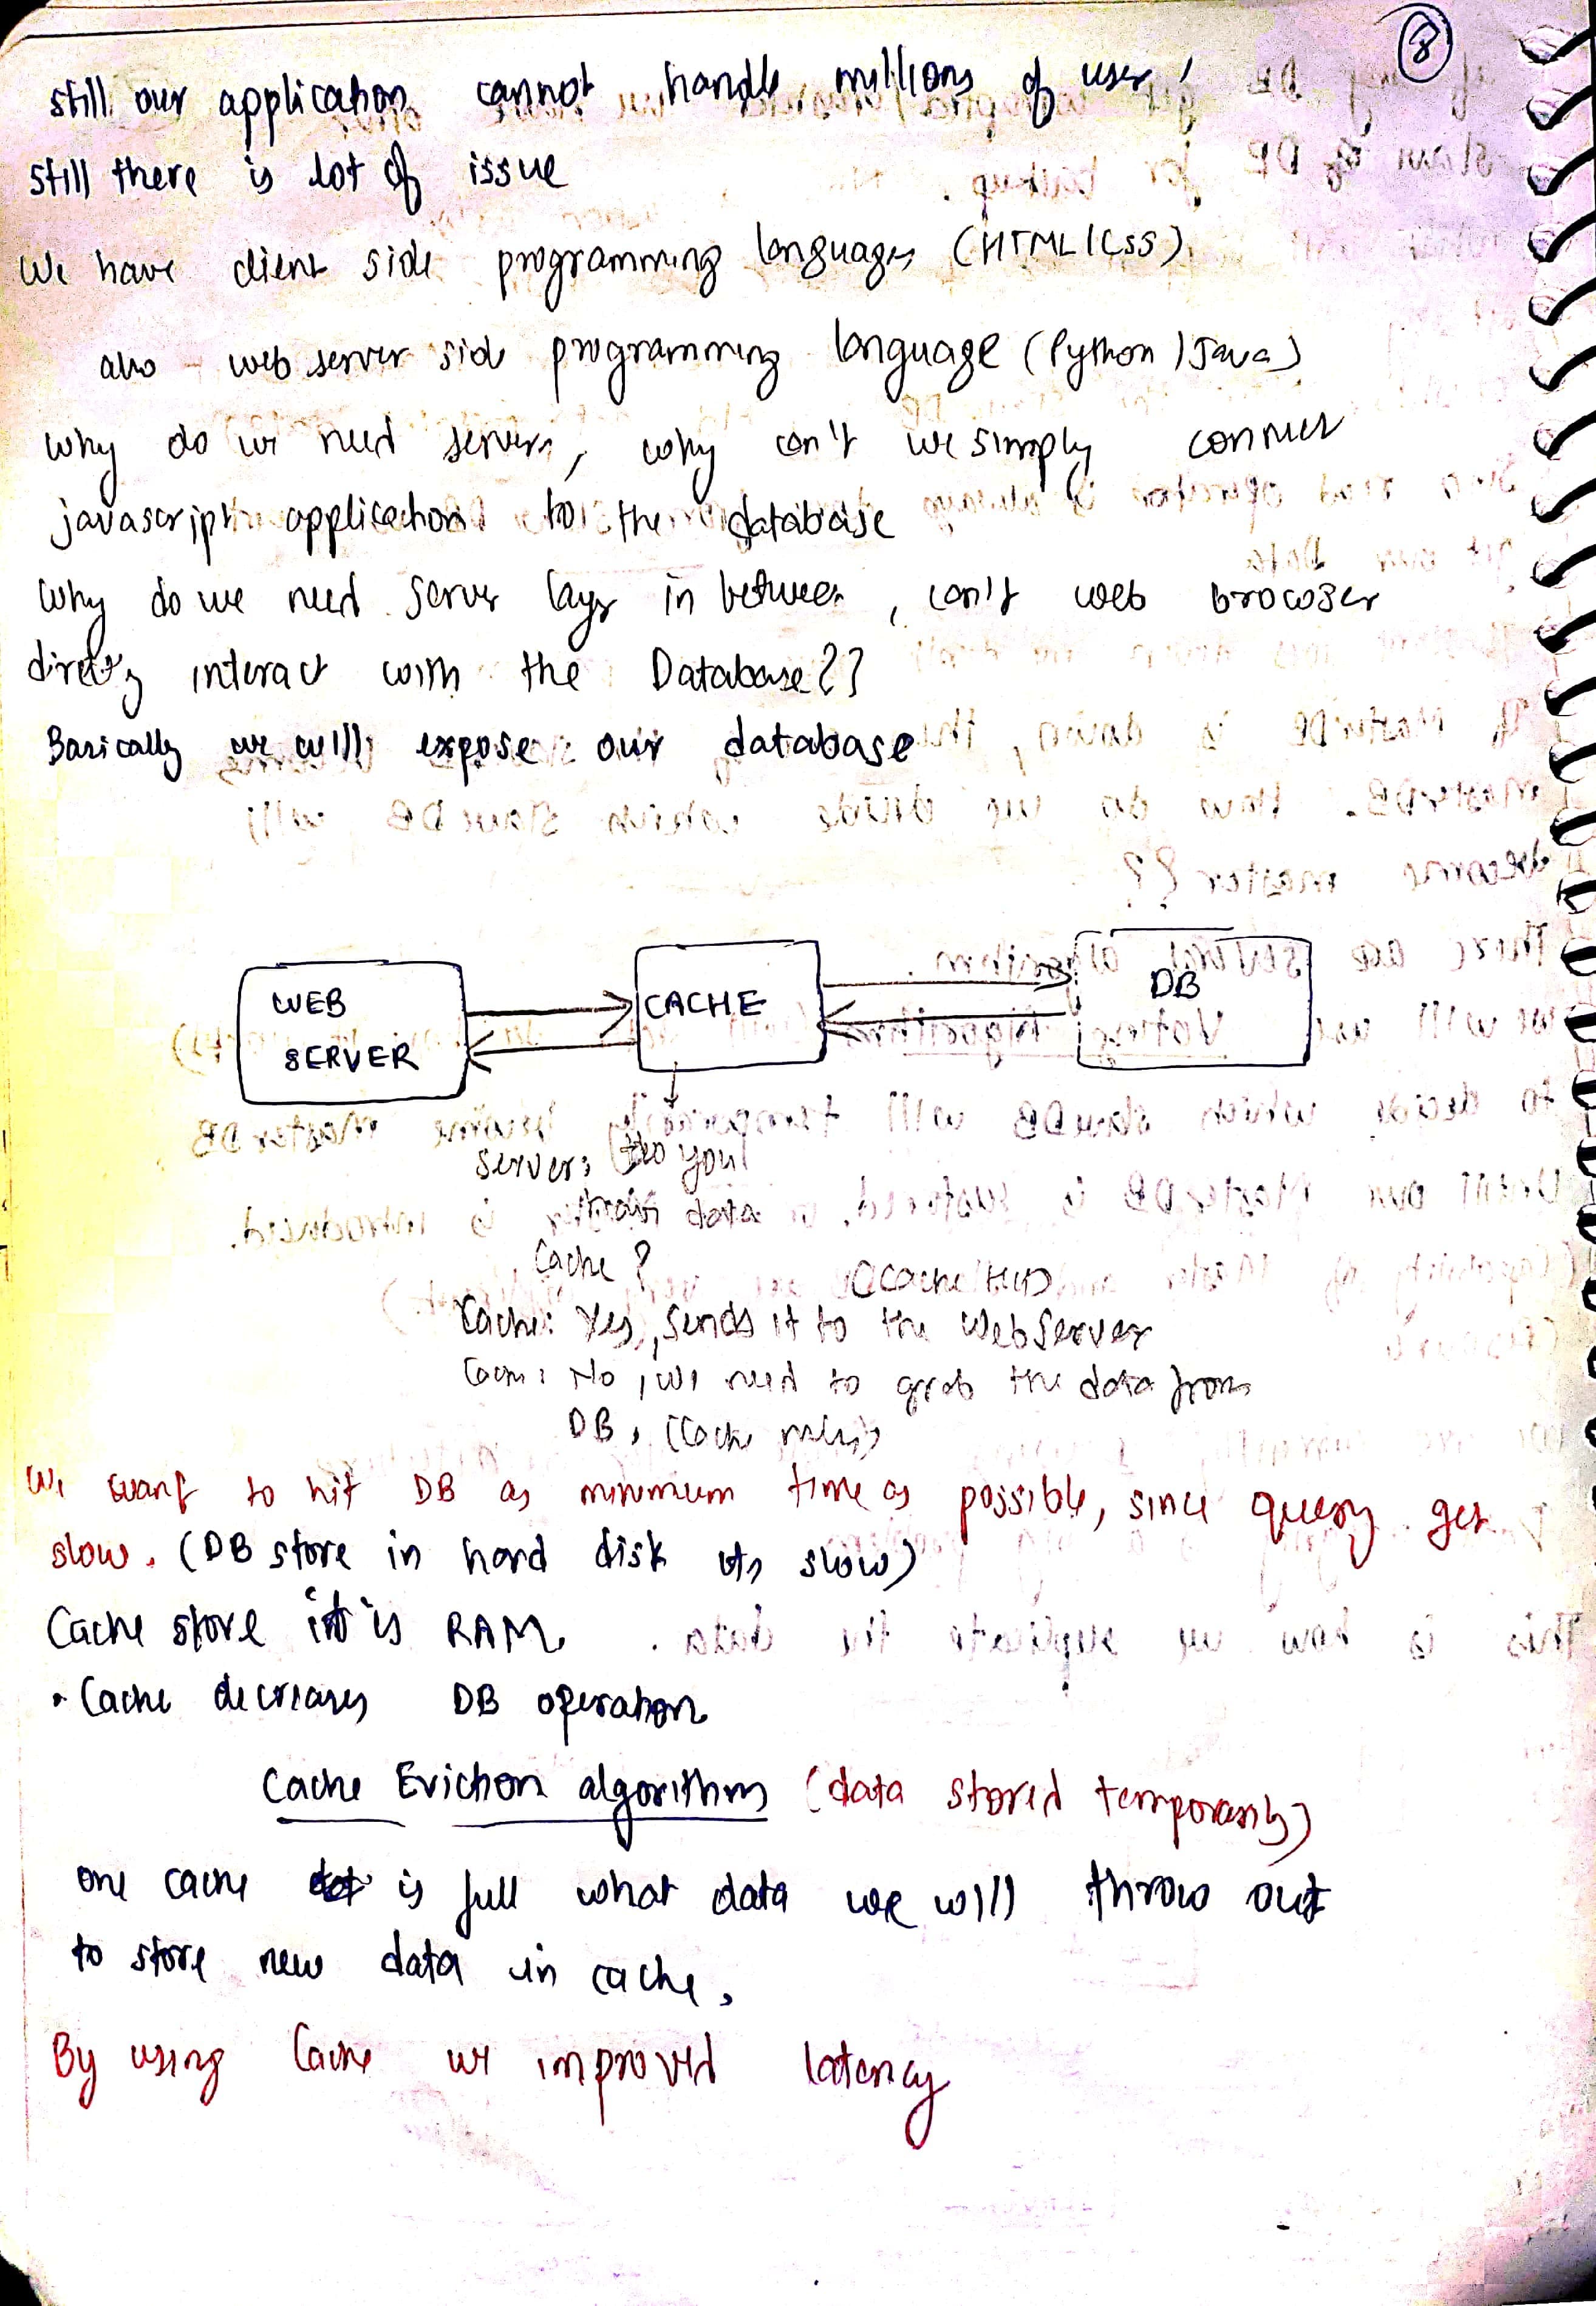 8
still our application cannot handle millions of user,
still there is lot of issue
We have client side programming languages (HTML/CSS)
also web server side programming language (Python / Java)
Why do we need servers, why can't we simply connect
javascript application to the database
Why do we need server layer in between, can't web browser
directly interact with the Database??
Basically we will expose our database
WEB
SERVER
CACHE
DB
server: do you
have data
Cache?
(cache Hit)
Cache: Yes, sends it to the WebServer
Cache: No, we need to grab the data from
DB. (Cache miss)
We want to hit DB as minimum time as possible, since query get
slow. (DB store in hard disk its slow)
Cache store it is RAM.
• Cache decreases DB operation
Cache Eviction algorithm (data stored temporarily)
one cache is full what data we will throw out
to store new data in cache.
By using Cache we improved latency